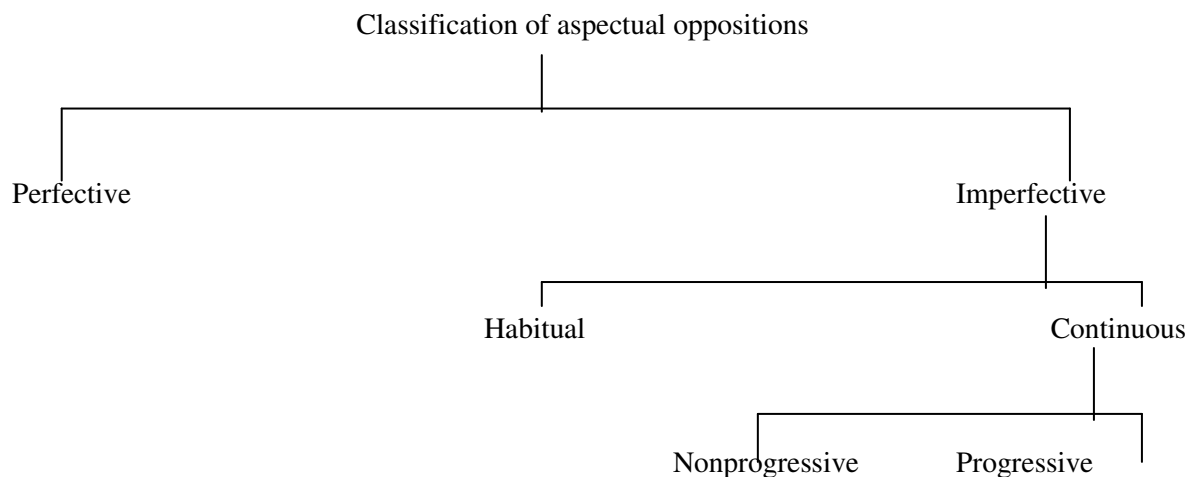 Classification of aspectual oppositions
Perfective Imperfective
Habitual Continuous
Nonprogressive Progressive